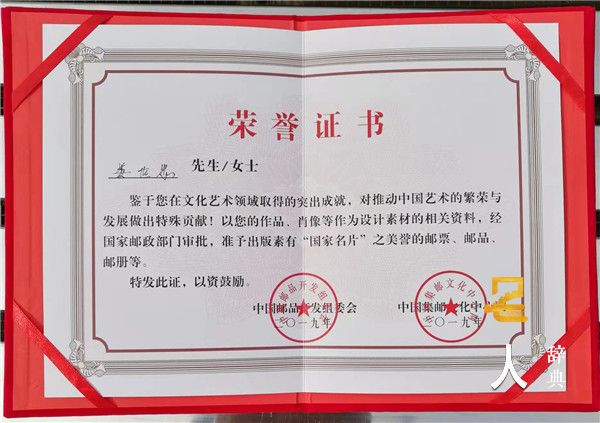 荣誉证书
先生/女士
鉴于您在文化艺术领域取得的突出成就，对推动中国艺术的繁荣与
发展做出特殊贡献！以您的作品、肖像等作为设计素材的相关资料，经
国家邮政部门审批，准予出版素有“国家名片”之美誉的邮票、邮品、
邮册等。
特发此证，以资鼓励。
中国邮品开发组委会
中国集邮文化中心
二〇一九年
二〇一九年
人
辞典